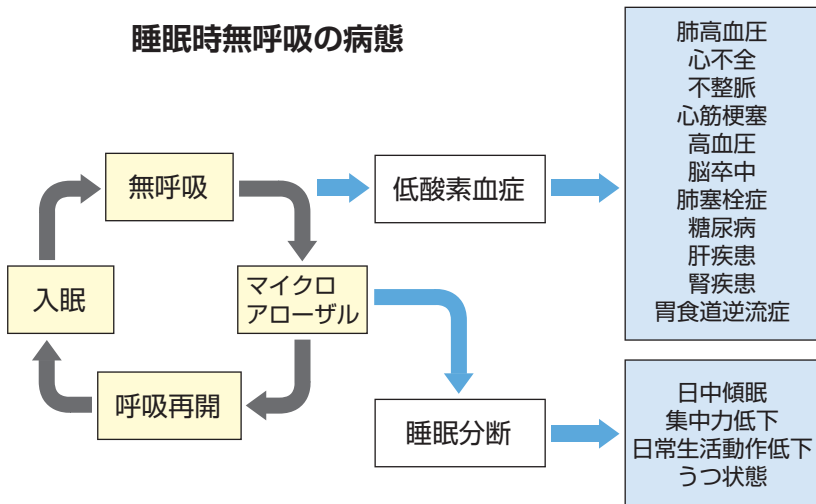 睡眠時無呼吸の病態
無呼吸
低酸素血症
肺高血圧
心不全
不整脈
心筋梗塞
高血圧
脳卒中
肺塞栓症
糖尿病
肝疾患
腎疾患
胃食道逆流症
入眠
マイクロ
アローザル
呼吸再開
睡眠分断
日中傾眠
集中力低下
日常生活動作低下
うつ状態